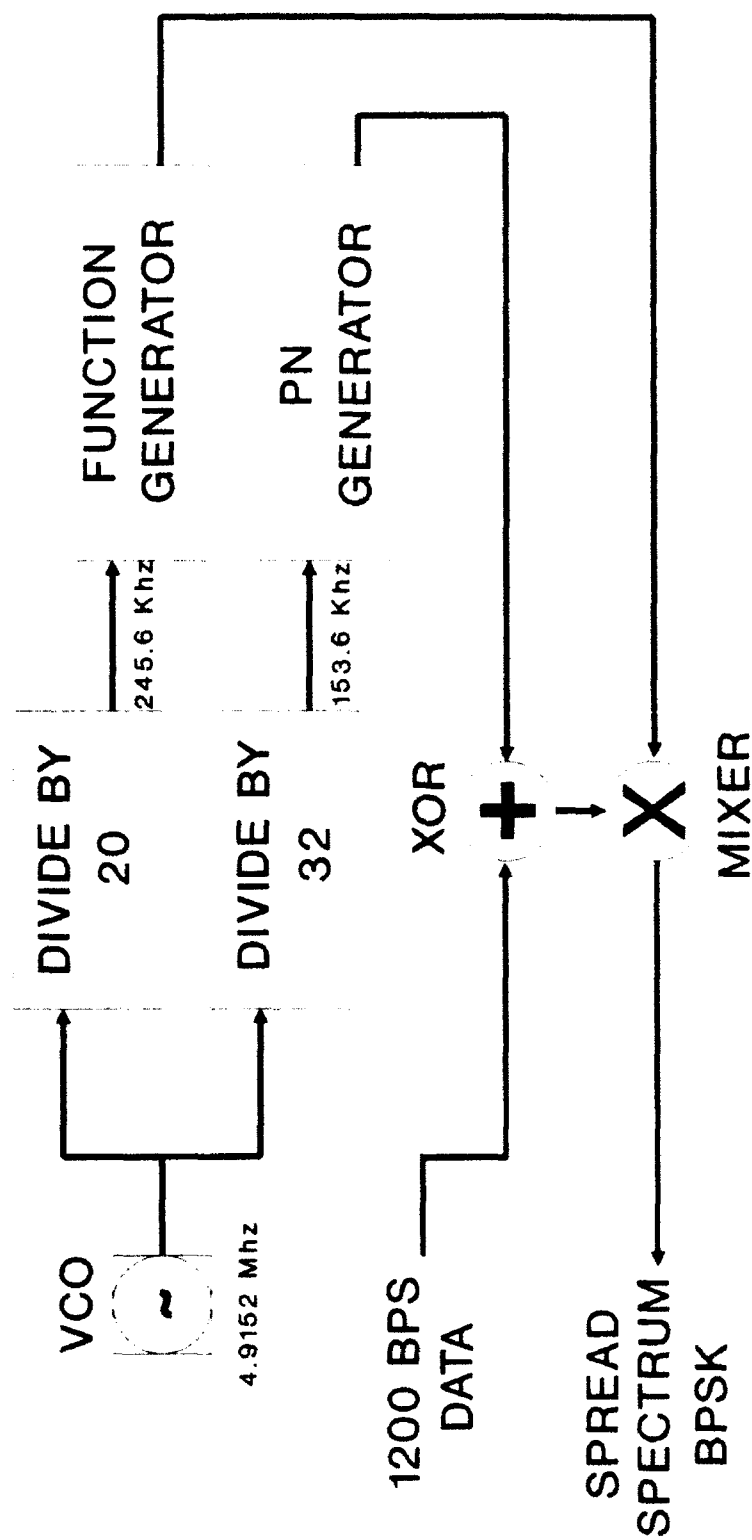 VCO
~
4.9152 Mhz
DIVIDE BY
20
DIVIDE BY
32
245.6 Khz
153.6 Khz
FUNCTION
GENERATOR
PN
GENERATOR
1200 BPS
DATA
XOR
+
X
MIXER
SPREAD
SPECTRUM
BPSK